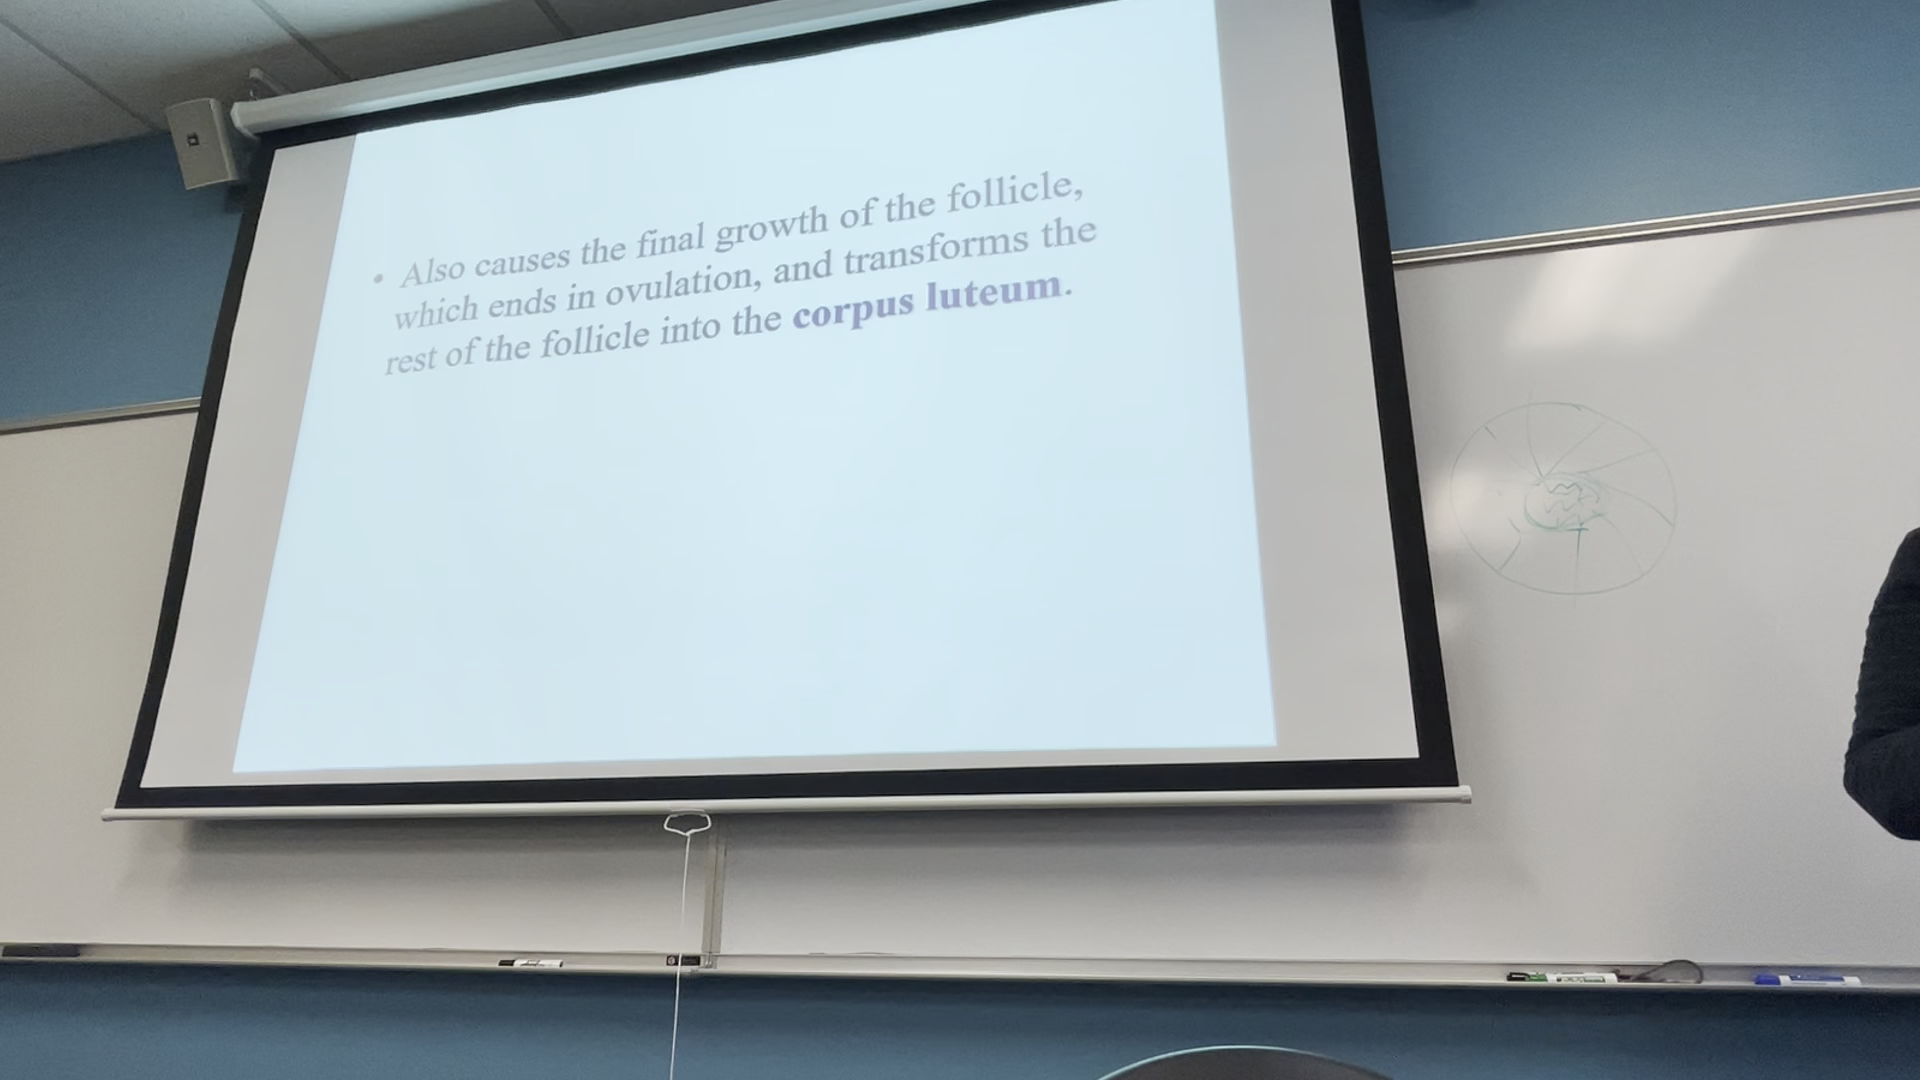 • Also causes the final growth of the follicle,
which ends in ovulation, and transforms the
rest of the follicle into the corpus luteum.